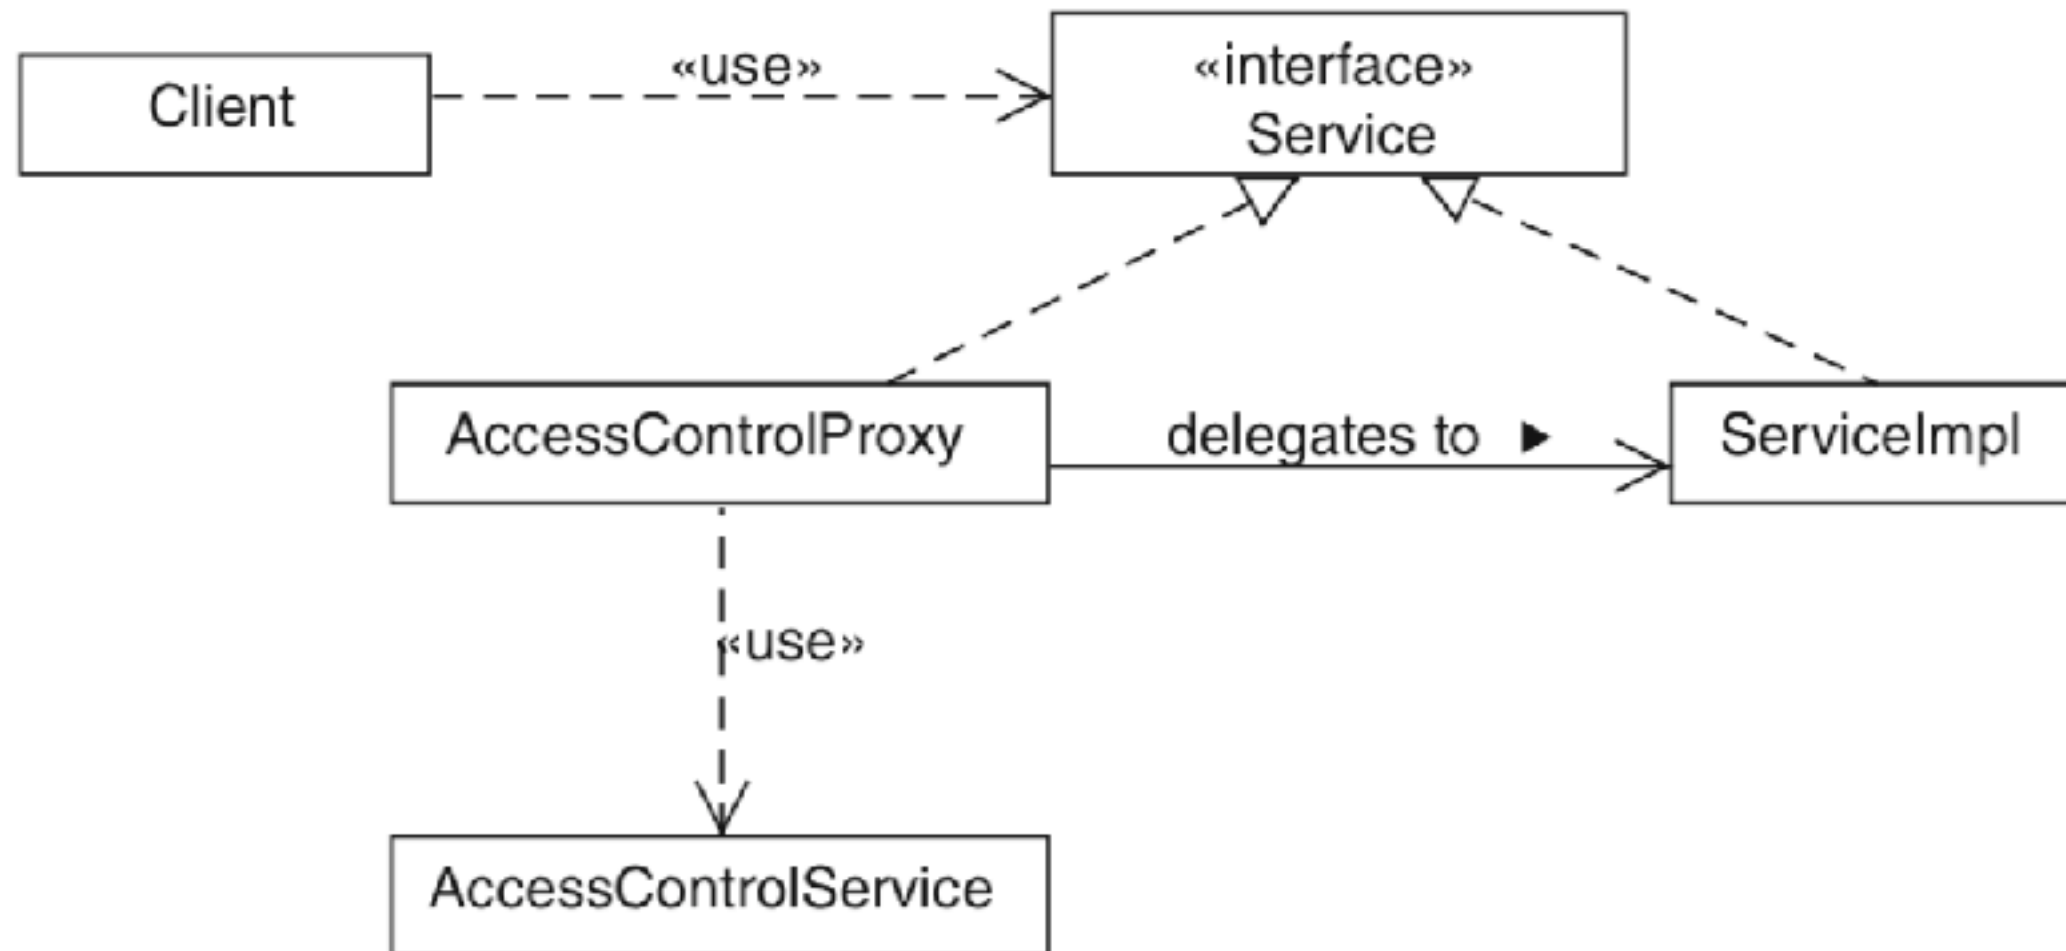 Client
«use»
«interface»
Service
AccessControlProxy
delegates to ▶
ServiceImpl
«use»
AccessControlService